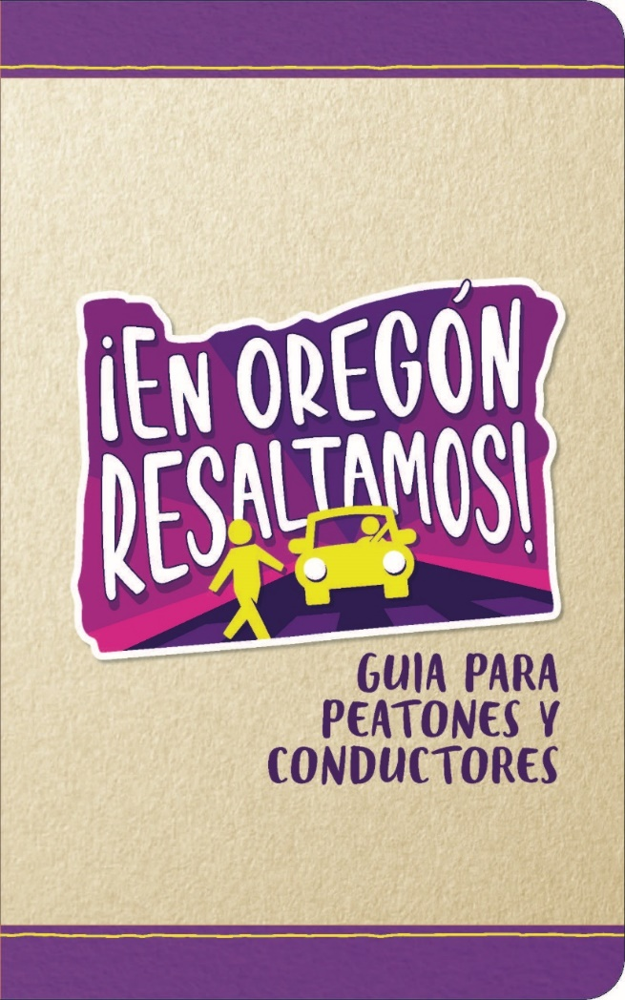 ¡EN OREGÓN
RESALTAMOS!
GUIA PARA
PEATONES Y
CONDUCTORES